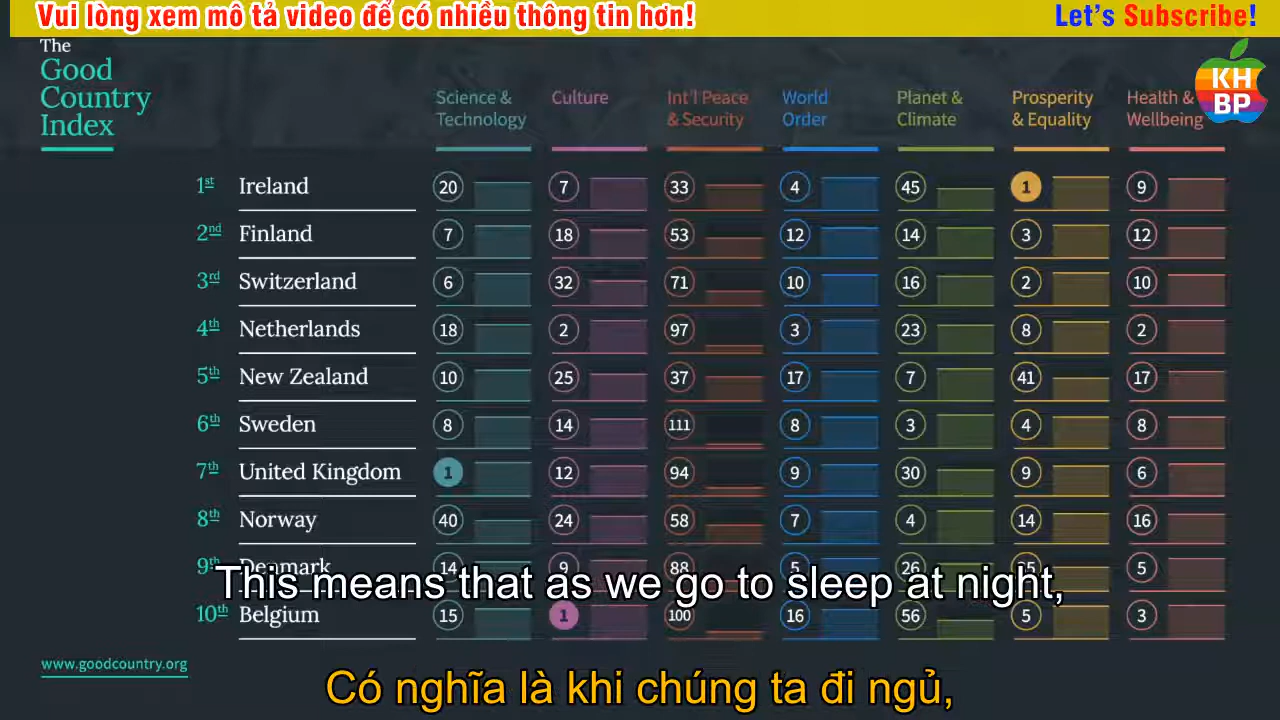 Vui lòng xem mô tả video để có nhiều thông tin hơn!
Let's Subscribe!
The
Good
Country
Index
KH
BP
Science & Technology
Culture
Int'l Peace & Security
World Order
Planet & Climate
Prosperity & Equality
Health & Wellbeing
1st Ireland 20 7 33 4 45 1 9
2nd Finland 7 18 53 12 14 3 12
3rd Switzerland 6 32 71 10 16 2 10
4th Netherlands 18 2 97 3 23 8 2
5th New Zealand 10 25 37 17 7 41 17
6th Sweden 8 14 111 8 3 4 8
7th United Kingdom 1 12 94 9 30 9 6
8th Norway 40 24 58 7 4 14 16
9th Denmark 14 9 88 5 26 5
This means that as we go to sleep at night,
10th Belgium 15 1 100 16 56 5 3
www.goodcountry.org
Có nghĩa là khi chúng ta đi ngủ,